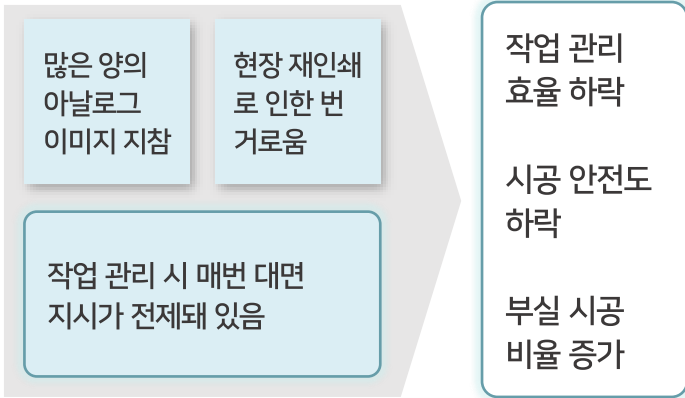 많은 양의
아날로그
이미지 지참
현장 재인쇄
로 인한 번
거로움
작업 관리 시 매번 대면
지시가 전제돼 있음
작업 관리
효율 하락
시공 안전도
하락
부실 시공
비율 증가